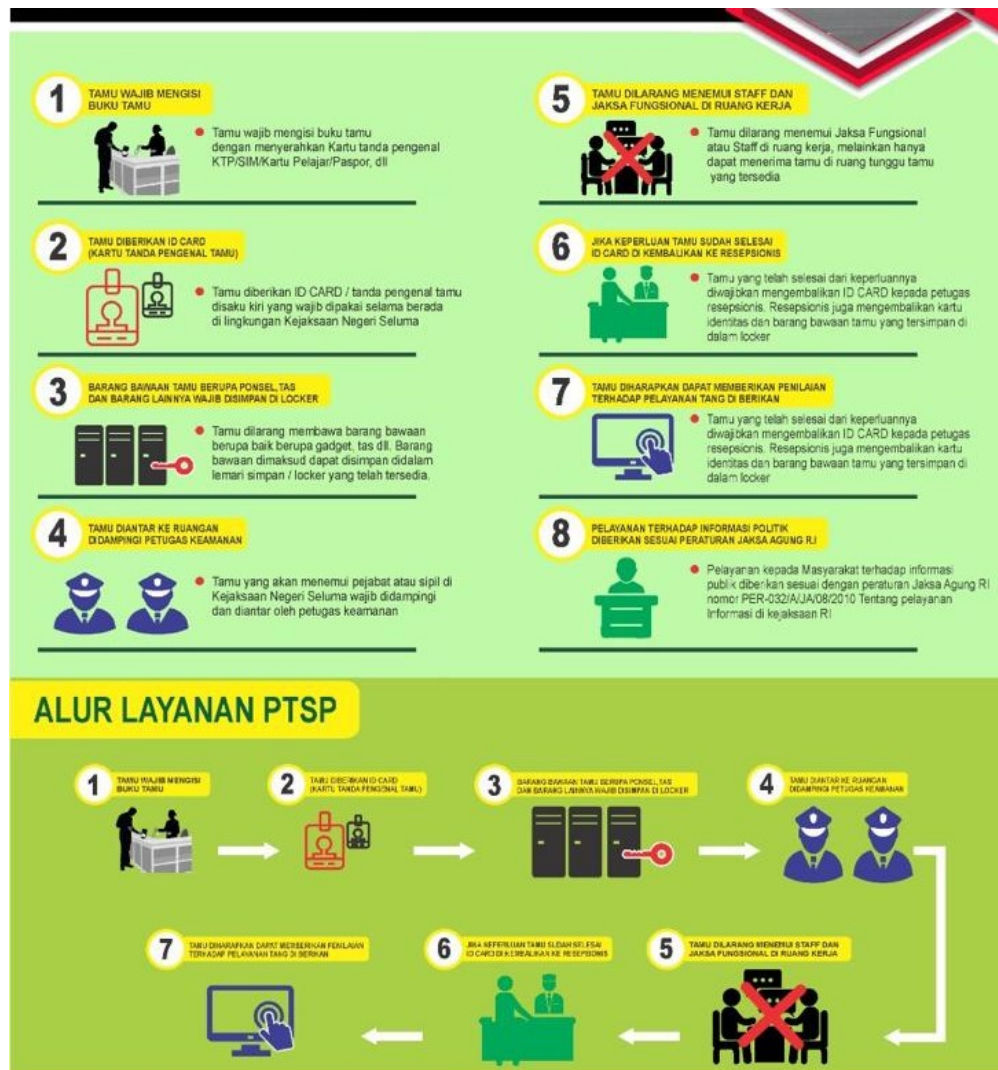 1
TAMU WAJIB MENGISI
BUKU TAMU
Tamu wajib mengisi buku tamu
dengan menyerahkan Kartu tanda pengenal
KTP/SIM/Kartu Pelajar/Paspor, dll
2
TAMU DIBERIKAN ID CARD
(KARTU TANDA PENGENAL TAMU)
Tamu diberikan ID CARD / tanda pengenal tamu
disaku kiri yang wajib dipakai selama berada
di lingkungan Kejaksaan Negeri Seluma
3
BARANG BAWAAN TAMU BERUPA PONSEL,TAS
DAN BARANG LAINNYA WAJIB DISIMPAN DI LOCKER
Tamu dilarang membawa barang bawaan
berupa baik berupa gadget, tas dll. Barang
bawaan dimaksud dapat disimpan didalam
lemari simpan / locker yang telah tersedia.
4
TAMU DIANTAR KE RUANGAN
DIDAMPINGI PETUGAS KEAMANAN
Tamu yang akan menemui pejabat atau sipil di
Kejaksaan Negeri Seluma wajib didampingi
dan diantar oleh petugas keamanan
5
TAMU DILARANG MENEMUI STAFF DAN
JAKSA FUNGSIONAL DI RUANG KERJA
Tamu dilarang menemui Jaksa Fungsional
atau Staff di ruang kerja, melainkan hanya
dapat menerima tamu di ruang tunggu tamu
yang tersedia
6
JIKA KEPERLUAN TAMU SUDAH SELESAI
ID CARD DI KEMBALIKAN KE RESEPSIONIS
Tamu yang telah selesai dari keperluannya
diwajibkan mengembalikan ID CARD kepada petugas
resepsionis. Resepsionis juga mengembalikan kartu
identitas dan barang bawaan tamu yang tersimpan di
dalam locker
7
TAMU DIHARAPKAN DAPAT MEMBERIKAN PENILAIAN
TERHADAP PELAYANAN TANG DI BERIKAN
Tamu yang telah selesai dari keperluannya
diwajibkan mengembalikan ID CARD kepada petugas
resepsionis. Resepsionis juga mengembalikan kartu
identitas dan barang bawaan tamu yang tersimpan di
dalam locker
8
PELAYANAN TERHADAP INFORMASI POLITIK
DIBERIKAN SESUAI PERATURAN JAKSA AGUNG R.I
Pelayanan kepada Masyarakat terhadap informasi
publik diberikan sesuai dengan peraturan Jaksa Agung RI
nomor PER-032/A/JA/08/2010 Tentang pelayanan
Informasi di kejaksaan RI
ALUR LAYANAN PTSP
1
TAMU WAJIB MENGISI
BUKU TAMU
2
TAMU DIBERIKAN ID CARD
(KARTU TANDA PENGENAL TAMU)
3
BARANG BAWAAN TAMU BERUPA PONSEL,TAS
DAN BARANG LAINNYA WAJIB DISIMPAN DI LOCKER
4
TAMU DIANTAR KE RUANGAN
DIDAMPINGI PETUGAS KEAMANAN
5
TAMU DILARANG MENEMUI STAFF DAN
JAKSA FUNGSIONAL DI RUANG KERJA
6
JIKA KEPERLUAN TAMU SUDAH SELESAI
ID CARD DI KEMBALIKAN KE RESEPSIONIS
7
TAMU DIHARAPKAN DAPAT MEMBERIKAN PENILAIAN
TERHADAP PELAYANAN TANG DI BERIKAN